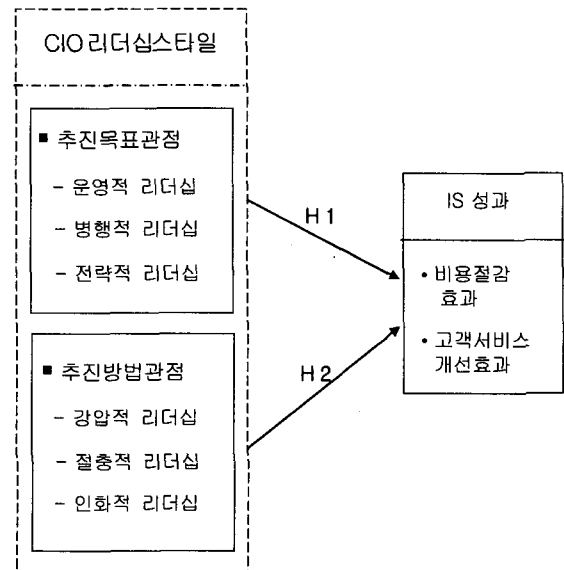 CIO 리더십스타일
■ 추진목표관점
- 운영적 리더십
- 병행적 리더십
- 전략적 리더십
■ 추진방법관점
- 강압적 리더십
- 절충적 리더십
- 인화적 리더십
H1
H2
IS 성과
• 비용절감
효과
• 고객서비스
개선효과